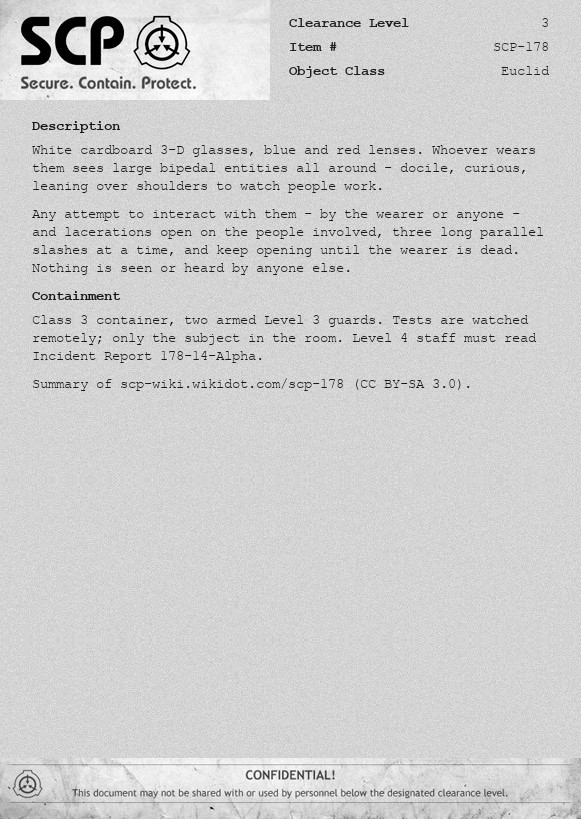 SCP
Secure. Contain. Protect.
Clearance Level 3
Item # SCP-178
Object Class Euclid
Description
White cardboard 3-D glasses, blue and red lenses. Whoever wears
them sees large bipedal entities all around - docile, curious,
leaning over shoulders to watch people work.
Any attempt to interact with them - by the wearer or anyone -
and lacerations open on the people involved, three long parallel
slashes at a time, and keep opening until the wearer is dead.
Nothing is seen or heard by anyone else.
Containment
Class 3 container, two armed Level 3 guards. Tests are watched
remotely; only the subject in the room. Level 4 staff must read
Incident Report 178-14-Alpha.
Summary of scp-wiki.wikidot.com/scp-178 (CC BY-SA 3.0).
CONFIDENTIAL!
This document may not be shared with or used by personnel below the designated clearance level.